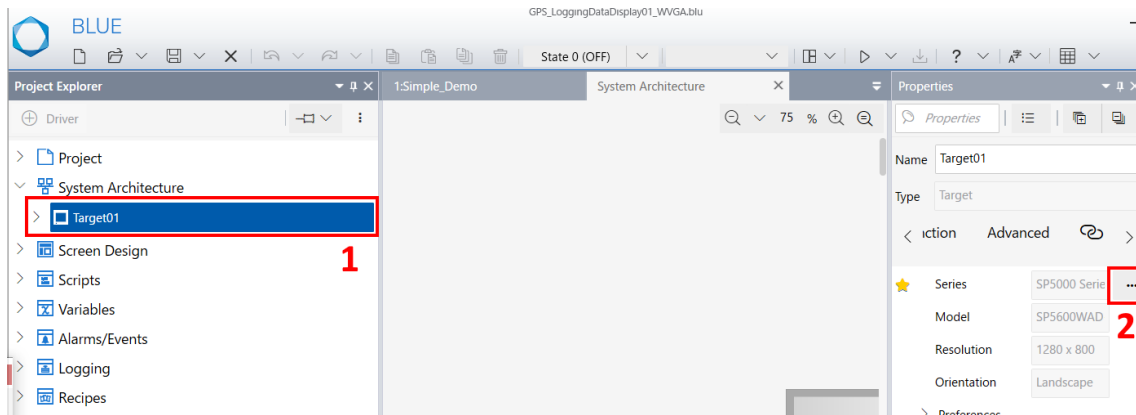 GPS_LoggingDataDisplay01_WVGA.blu
BLUE
State 0 (OFF)
Project Explorer
1:Simple_Demo
System Architecture
Properties
Driver
75 %
Properties
Project
System Architecture
Target01
1
Screen Design
Scripts
Variables
Alarms/Events
Logging
Recipes
Name Target01
Type Target
ction Advanced
Series SP5000 Serie ...
2
Model SP5600WAD
Resolution 1280 x 800
Orientation Landscape
Preferences